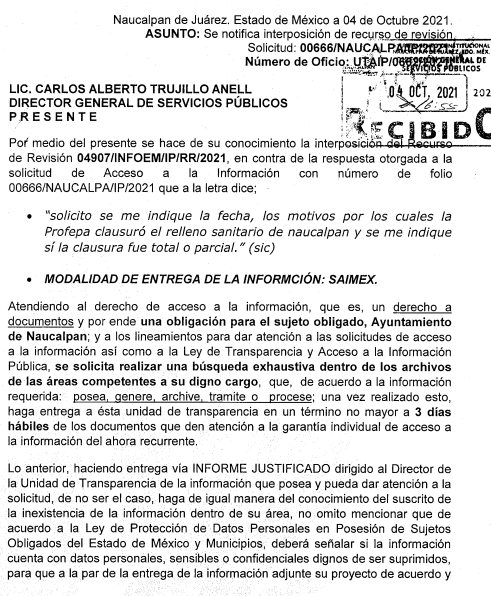 Naucalpan de Juárez. Estado de México a 04 de Octubre 2021.
ASUNTO: Se notifica interposición de recurso de revisión.
Solicitud: 00666/NAUCALPA/IP/2021
Número de Oficio: UTAIP/
GENERAL DE
SERVICIOS PÚBLICOS
04 OCT, 2021
202
RECIBIDO
LIC. CARLOS ALBERTO TRUJILLO ANELL
DIRECTOR GENERAL DE SERVICIOS PÚBLICOS
P R E S E N T E
Por medio del presente se hace de su conocimiento la interposición del Recurso
de Revisión 04907/INFOEM/IP/RR/2021, en contra de la respuesta otorgada a la
solicitud de Acceso a la Información con número de folio
00666/NAUCALPA/IP/2021 que a la letra dice;
• “solicito se me indique la fecha, los motivos por los cuales la
Profepa clausuró el relleno sanitario de naucalpan y se me indique
sí la clausura fue total o parcial.” (sic)
• MODALIDAD DE ENTREGA DE LA INFORMCIÓN: SAIMEX.
Atendiendo al derecho de acceso a la información, que es, un derecho a
documentos y por ende una obligación para el sujeto obligado, Ayuntamiento
de Naucalpan; y a los lineamientos para dar atención a las solicitudes de acceso
a la información así como a la Ley de Transparencia y Acceso a la Información
Pública, se solicita realizar una búsqueda exhaustiva dentro de los archivos
de las áreas competentes a su digno cargo, que, de acuerdo a la información
requerida: posea, genere, archive, tramite o procese; una vez realizado esto,
haga entrega a ésta unidad de transparencia en un término no mayor a 3 días
hábiles de los documentos que den atención a la garantía individual de acceso a
la información del ahora recurrente.
Lo anterior, haciendo entrega vía INFORME JUSTIFICADO dirigido al Director de
la Unidad de Transparencia de la información que posea y pueda dar atención a la
solicitud, de no ser el caso, haga de igual manera del conocimiento del suscrito de
la inexistencia de la información dentro de su área, no omito mencionar que de
acuerdo a la Ley de Protección de Datos Personales en Posesión de Sujetos
Obligados del Estado de México y Municipios, deberá señalar si la información
cuenta con datos personales, sensibles o confidenciales dignos de ser suprimidos,
para que a la par de la entrega de la información adjunte su proyecto de acuerdo y